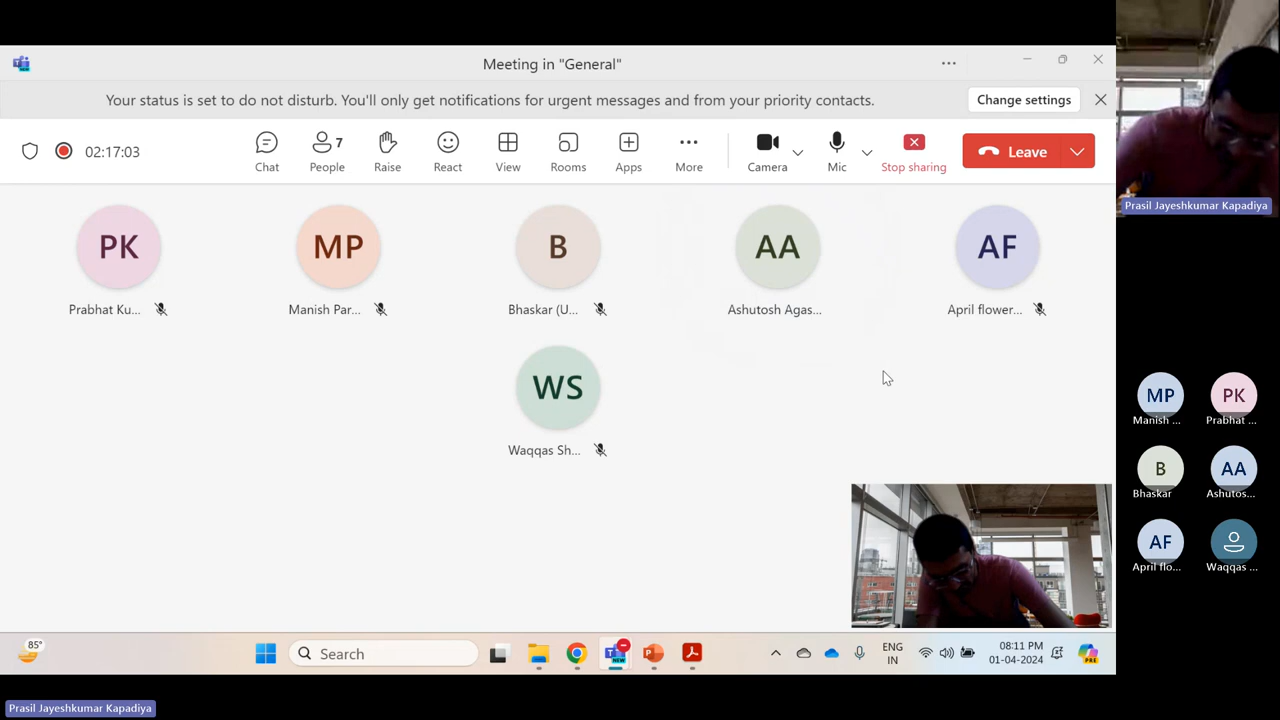 Meeting in "General"
Your status is set to do not disturb. You'll only get notifications for urgent messages and from your priority contacts.
Change settings
02:17:03
Chat
People 7
Raise
React
View
Rooms
Apps
More
Camera
Mic
Stop sharing
Leave
PK
MP
B
AA
AF
Prabhat Ku...
Manish Par...
Bhaskar (U...
Ashutosh Agas...
April flower...
WS
Waqqas Sh...
Prasil Jayeshkumar Kapadiya
MP
PK
Manish ...
Prabhat ...
B
AA
Bhaskar
Ashutos...
AF
April flo...
Waqqas ...
85°
Search
NEW
ENG
IN
08:11 PM
01-04-2024
PRE
Prasil Jayeshkumar Kapadiya